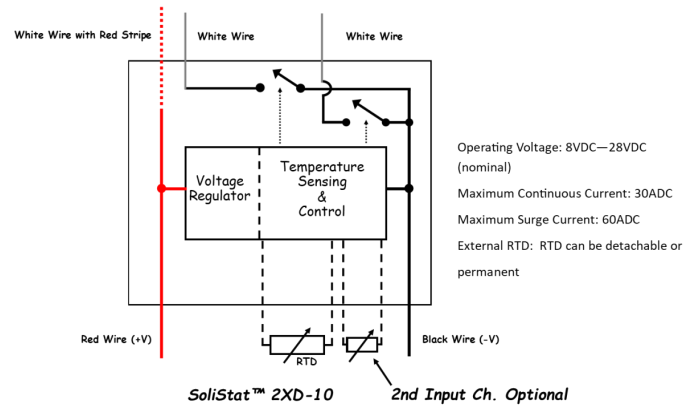 White Wire with Red Stripe
White Wire
White Wire
Voltage
Regulator
Temperature
Sensing
&
Control
Operating Voltage: 8VDC—28VDC
(nominal)
Maximum Continuous Current: 30ADC
Maximum Surge Current: 60ADC
External RTD:  RTD can be detachable or
permanent
Red Wire (+V)
RTD
Black Wire (-V)
SoliStat™ 2XD-10
2nd Input Ch. Optional